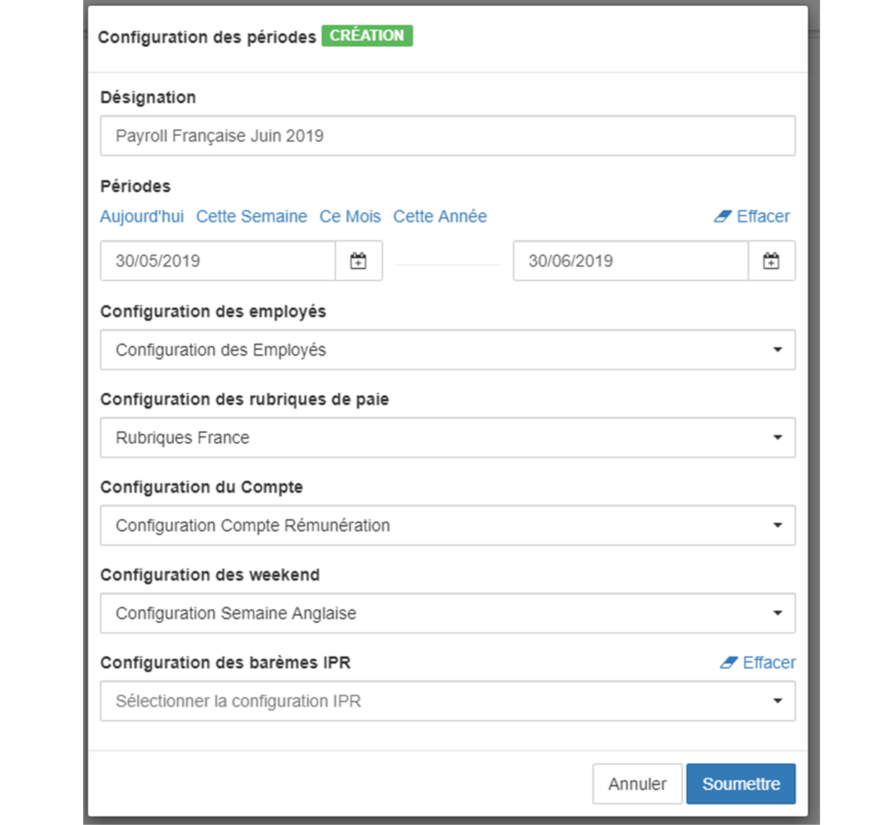 Configuration des périodes CRÉATION
Désignation
Payroll Française Juin 2019
Périodes
Aujourd'hui Cette Semaine Ce Mois Cette Année Effacer
30/05/2019 30/06/2019
Configuration des employés
Configuration des Employés
Configuration des rubriques de paie
Rubriques France
Configuration du Compte
Configuration Compte Rémunération
Configuration des weekend
Configuration Semaine Anglaise
Configuration des barèmes IPR Effacer
Sélectionner la configuration IPR
Annuler Soumettre